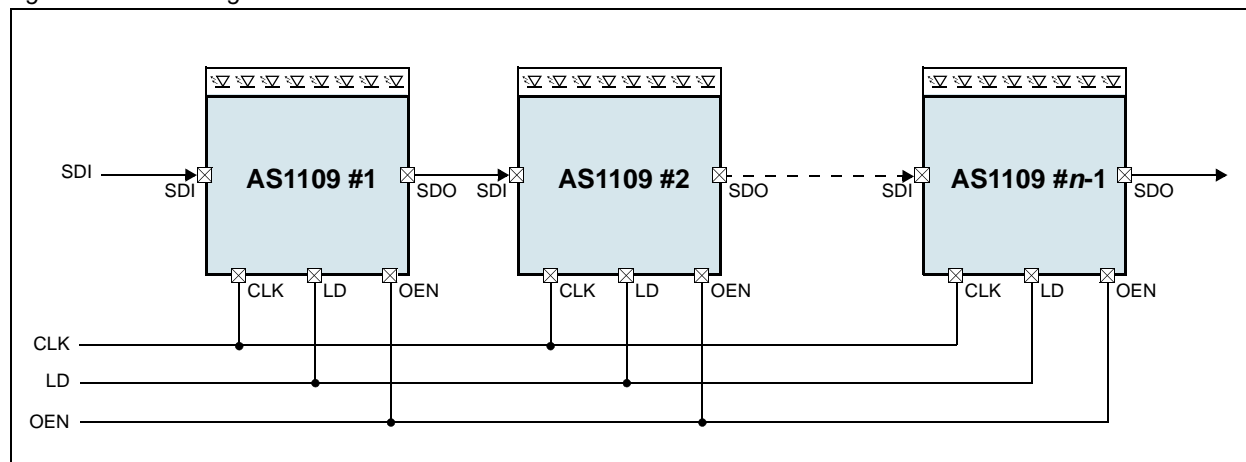 SDI
SDI
AS1109 #1
SDO
SDI
AS1109 #2
SDO
SDI
AS1109 #n-1
SDO
CLK
LD
OEN
CLK
LD
OEN
CLK
LD
OEN
CLK
LD
OEN